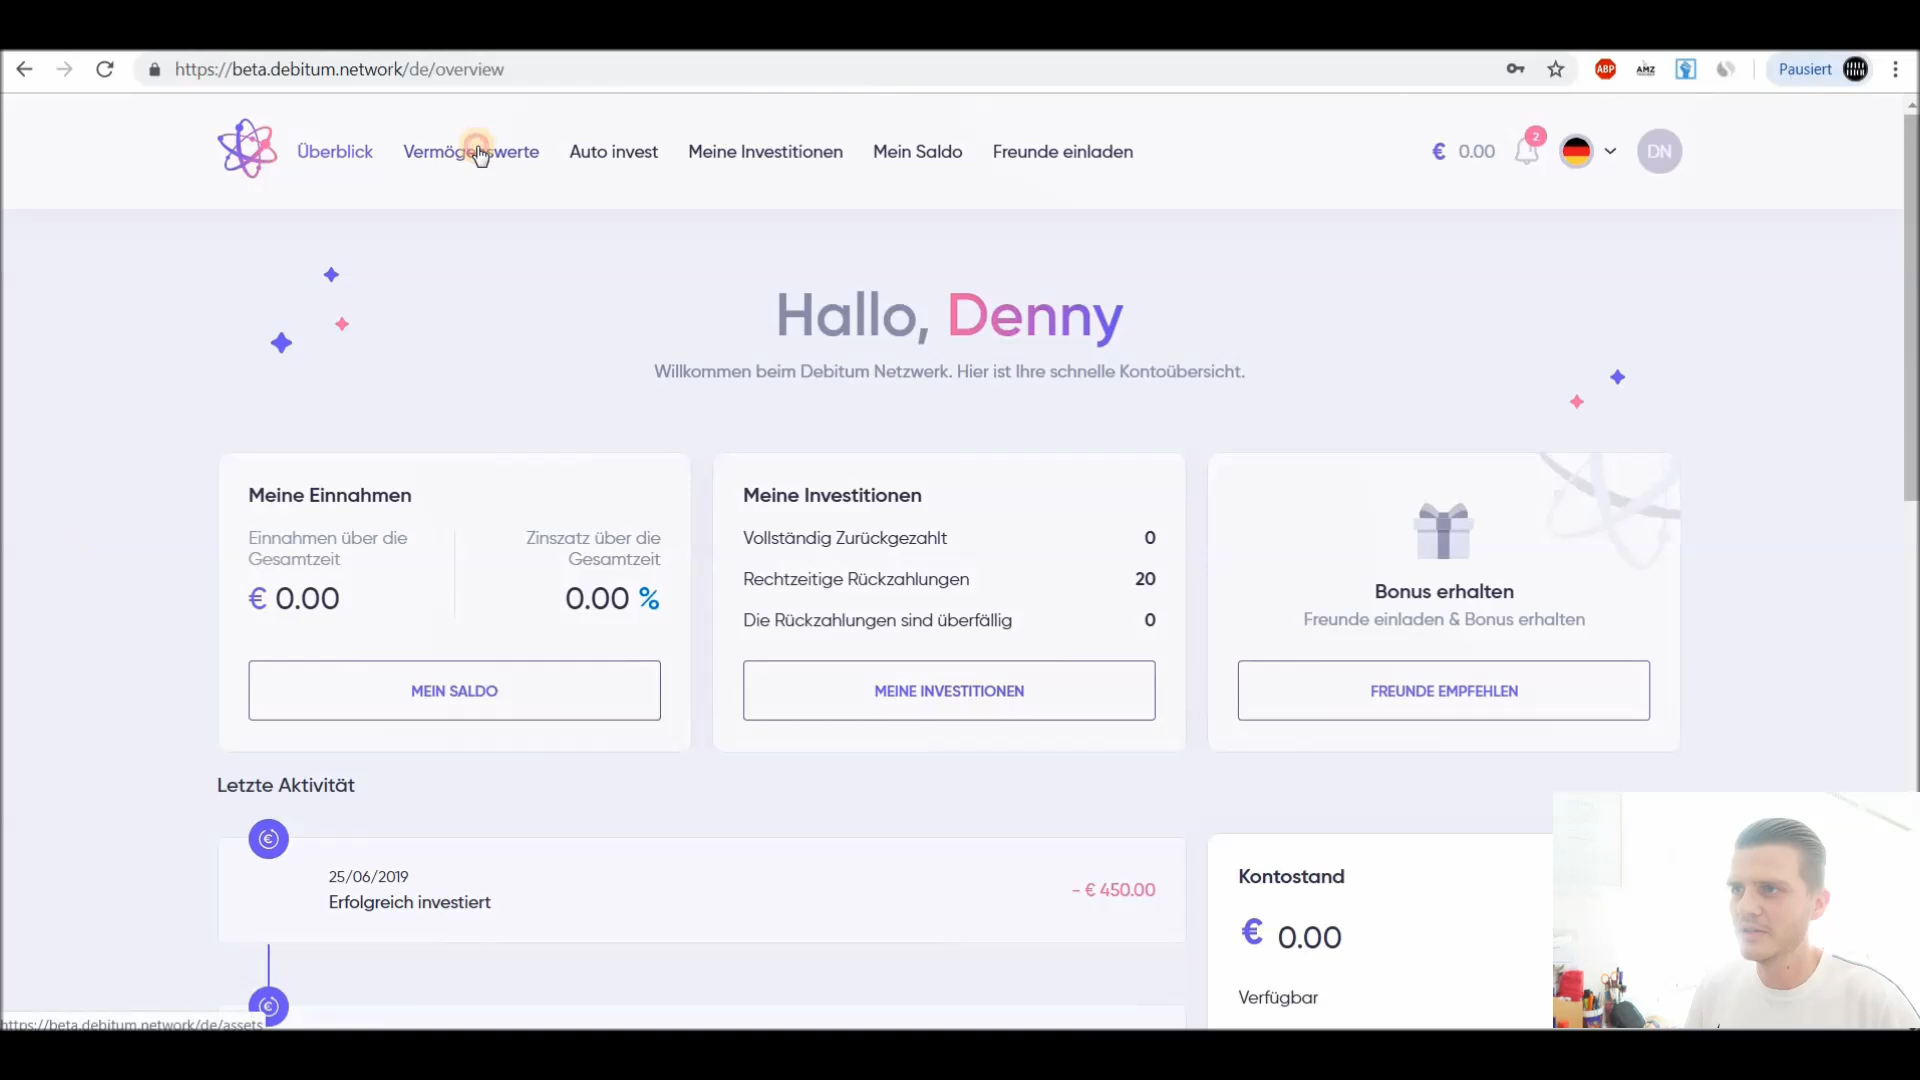 https://beta.debitum.network/de/overview
ABP
AMZ
Pausiert
Überblick
Vermögenswerte
Auto invest
Meine Investitionen
Mein Saldo
Freunde einladen
€ 0.00
2
DN
Hallo, Denny
Willkommen beim Debitum Netzwerk. Hier ist Ihre schnelle Kontoübersicht.
Meine Einnahmen
Einnahmen über die
Gesamtzeit
€ 0.00
Zinszatz über die
Gesamtzeit
0.00 %
MEIN SALDO
Meine Investitionen
Vollständig Zurückgezahlt 0
Rechtzeitige Rückzahlungen 20
Die Rückzahlungen sind überfällig 0
MEINE INVESTITIONEN
Bonus erhalten
Freunde einladen & Bonus erhalten
FREUNDE EMPFEHLEN
Letzte Aktivität
25/06/2019
Erfolgreich investiert
- € 450.00
Kontostand
€ 0.00
Verfügbar
https://beta.debitum.network/de/assets